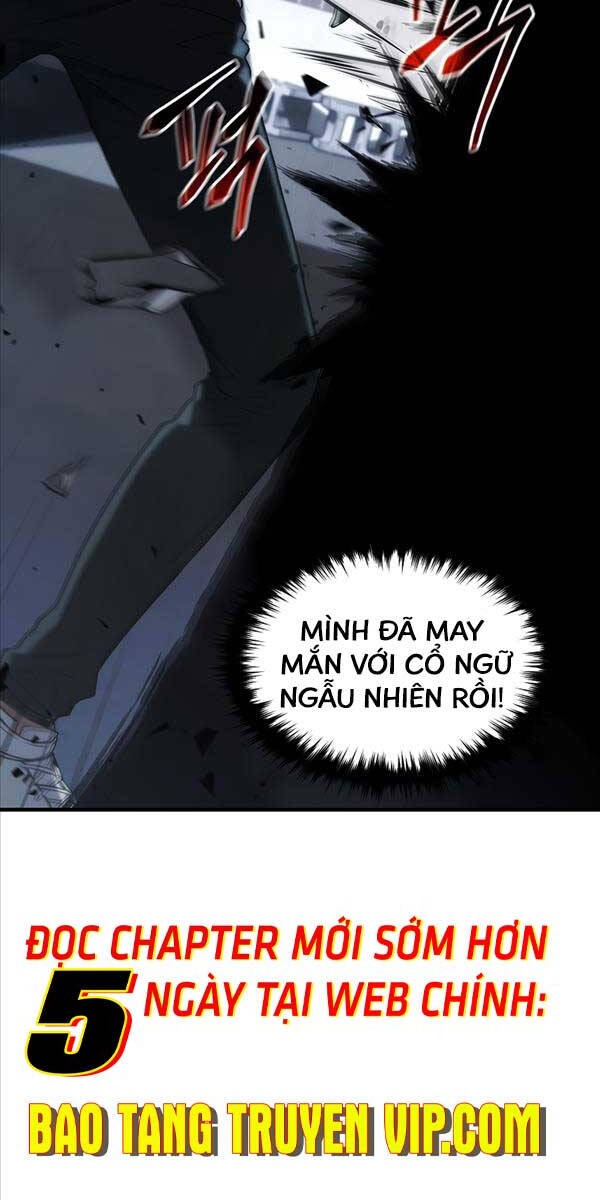 MÌNH ĐÃ MAY
MẮN VỚI CỔ NGỮ
NGẪU NHIÊN RỒI!
ĐỌC CHAPTER MỚI SỚM HƠN
5 NGÀY TẠI WEB CHÍNH:
BAO TANG TRUYEN VIP.COM